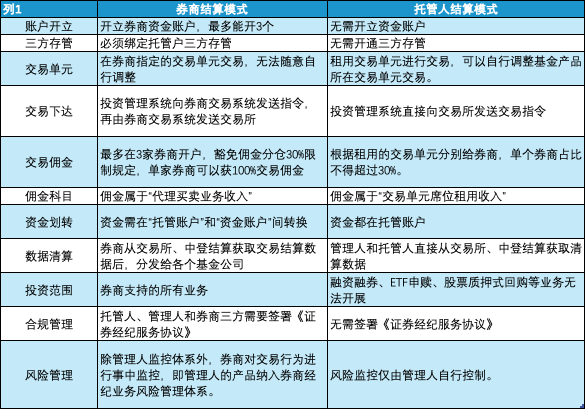 列1 券商结算模式 托管人结算模式
账户开立 开立券商资金账户，最多能开3个 无需开立资金账户
三方存管 必须绑定托管户三方存管 无需开通三方存管
交易单元 在券商指定的交易单元交易，无法随意自行调整 租用交易单元进行交易，可以自行调整基金产品所在交易单元交易。
交易下达 投资管理系统向券商交易系统发送指令，再由券商交易系统发送交易所 投资管理系统直接向交易所发送交易指令
交易佣金 最多在3家券商开户，豁免佣金分仓30%限制规定，单家券商可以获100%交易佣金 根据租用的交易单元分别给券商，单个券商占比不得超过30%。
佣金科目 佣金属于“代理买卖业务收入” 佣金属于“交易单元席位租用收入”
资金划转 资金需在“托管账户”和“资金账户”间转换 资金都在托管账户
数据清算 券商从交易所、中登结算获取交易结算数据后，分发给各个基金公司 管理人和托管人直接从交易所、中登结算获取清算数据
投资范围 券商支持的所有业务 融资融券、ETF申赎、股票质押式回购等业务无法开展
合规管理 托管人、管理人和券商三方需要签署《证券经纪服务协议》 无需签署《证券经纪服务协议》
风险管理 除管理人监控体系外，券商对交易行为进行事中监控，即管理人的产品纳入券商经纪业务风险管理体系。 风险监控仅由管理人自行控制。